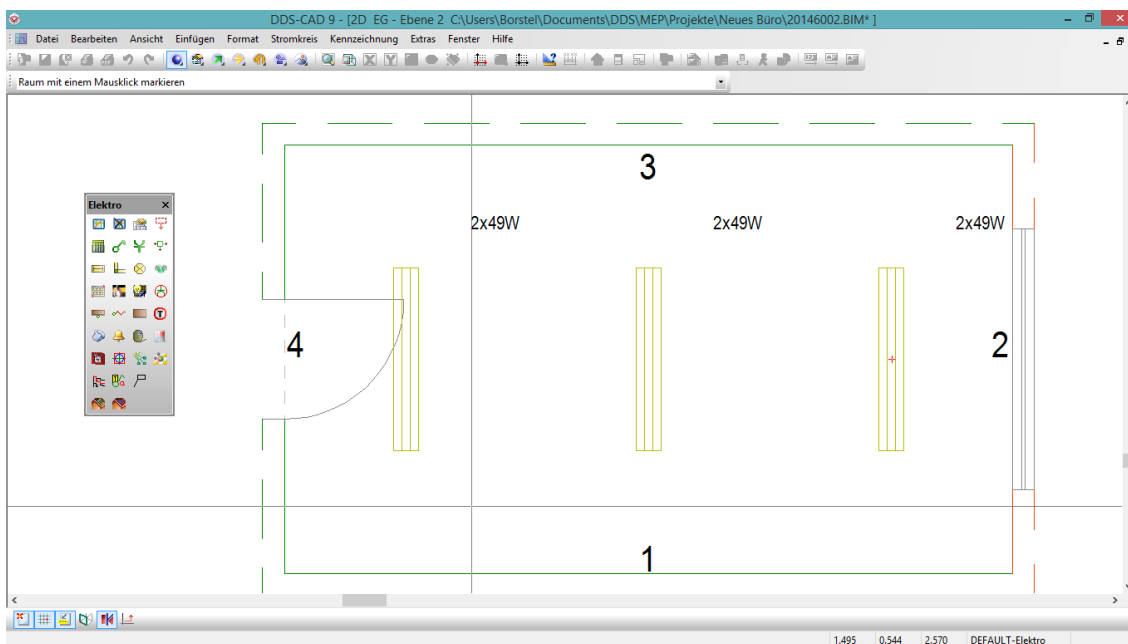 DDS-CAD 9 - [2D  EG - Ebene 2  C:\Users\Borstel\Documents\DDS\MEP\Projekte\Neues Büro\20146002.BIM* ]
Datei Bearbeiten Ansicht Einfügen Format Stromkreis Kennzeichnung Extras Fenster Hilfe
Raum mit einem Mausklick markieren
3
Elektro
2x49W 2x49W 2x49W
4 2
1
1.495 0.544 2.570 DEFAULT-Elektro